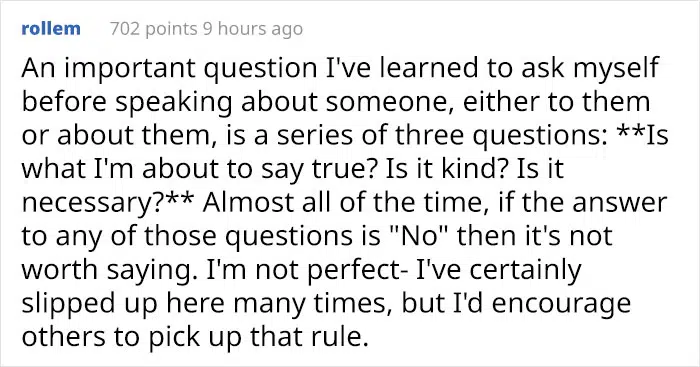 rollem 702 points 9 hours ago
An important question I've learned to ask myself
before speaking about someone, either to them
or about them, is a series of three questions: **Is
what I'm about to say true? Is it kind? Is it
necessary?** Almost all of the time, if the answer
to any of those questions is "No" then it's not
worth saying. I'm not perfect- I've certainly
slipped up here many times, but I'd encourage
others to pick up that rule.